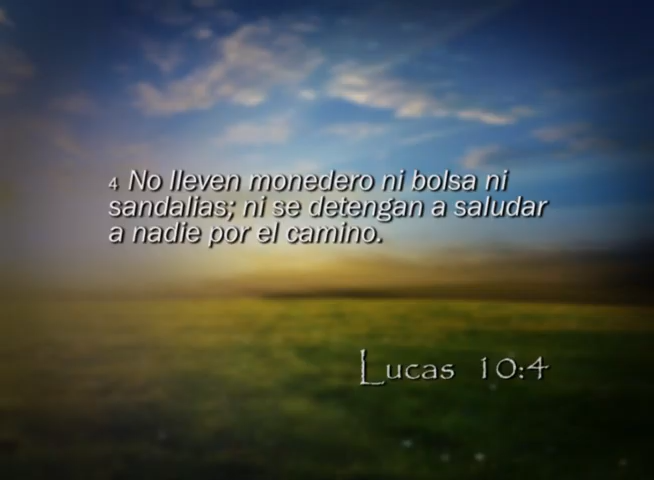 4 No lleven monedero ni bolsa ni
sandalias; ni se detengan a saludar
a nadie por el camino.
Lucas 10:4